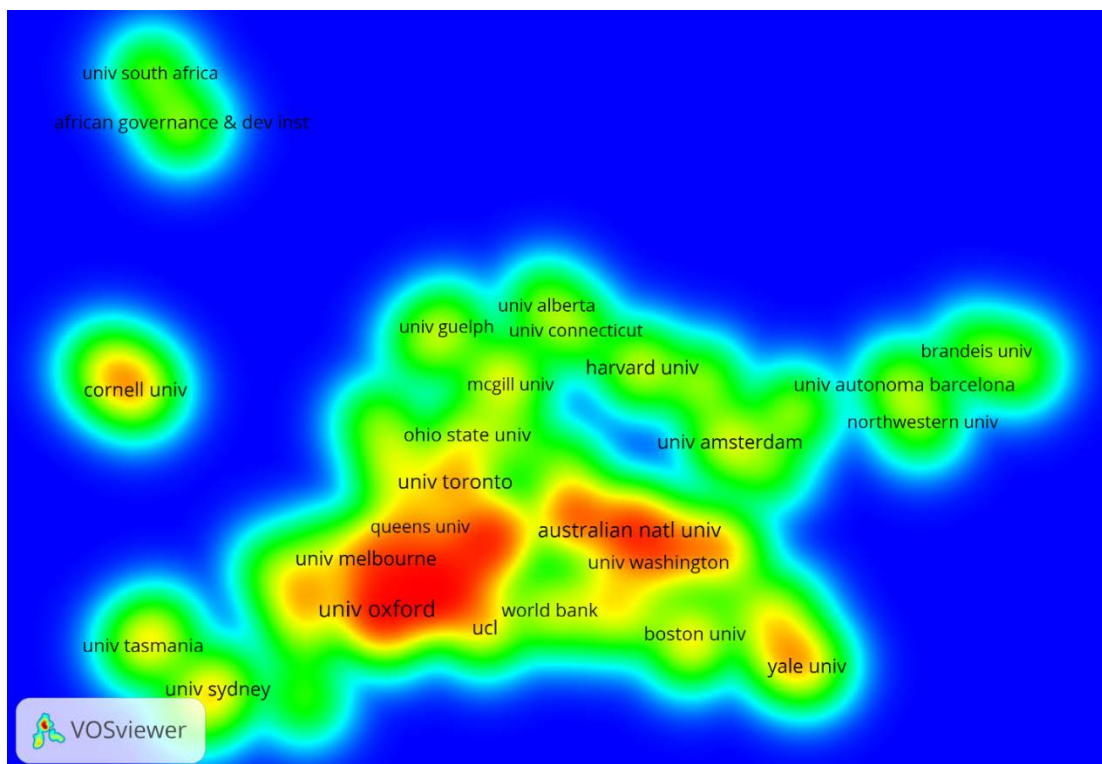 univ south africa
african governance & dev inst
univ alberta
univ guelph
univ connecticut
brandeis univ
harvard univ
cornell univ
mcgill univ
univ autonoma barcelona
northwestern univ
ohio state univ
univ amsterdam
univ toronto
queens univ
australian natl univ
univ melbourne
univ washington
univ oxford
world bank
ucl
boston univ
univ tasmania
yale univ
univ sydney
VOSviewer